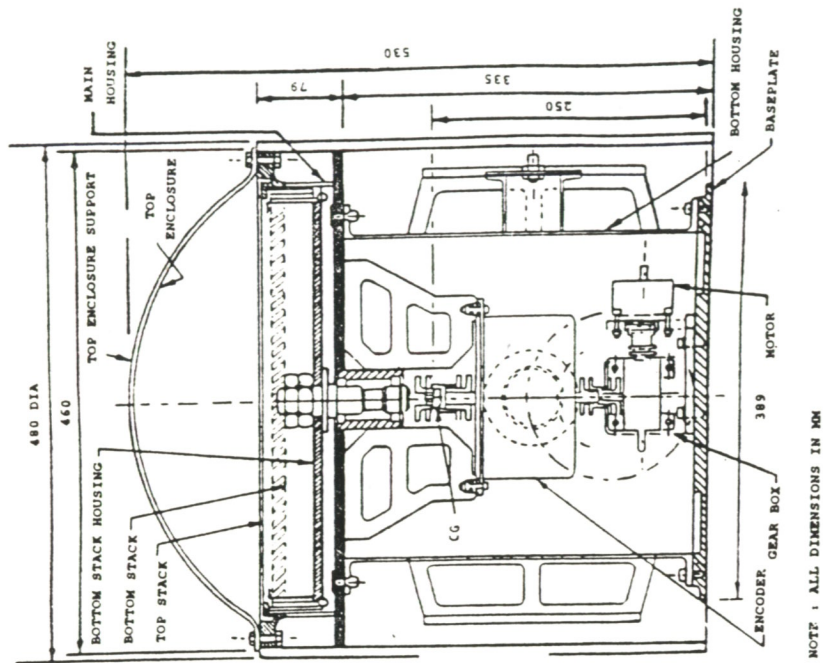 480 DIA
460
TOP ENCLOSURE SUPPORT
TOP
ENCLOSURE
MAIN
HOUSING
BOTTOM STACK HOUSING
BOTTOM STACK
TOP STACK
79
530
335
250
CG
BOTTOM HOUSING
BASEPLATE
MOTOR
389
GEAR BOX
ENCODER
NOTE : ALL DIMENSIONS IN MM